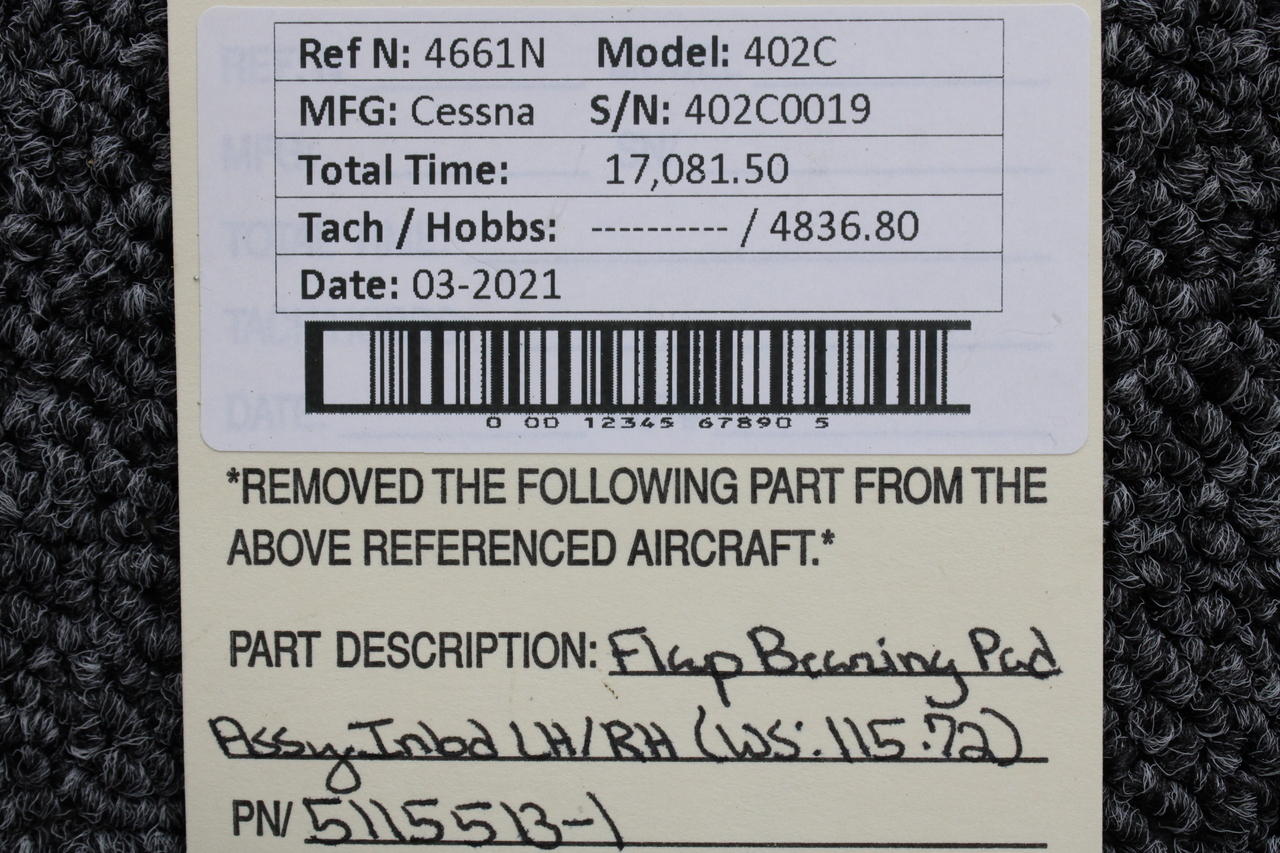 Ref N: 4661N Model: 402C
MFG: Cessna S/N: 402C0019
Total Time: 17,081.50
Tach / Hobbs: ---------- / 4836.80
Date: 03-2021
0 00 12345 67890 5
*REMOVED THE FOLLOWING PART FROM THE
ABOVE REFERENCED AIRCRAFT.*
PART DESCRIPTION: Flap Bearing Pad
Assy. Inbd LH/RH (WS: 115.72)
PN/ 5115513-1